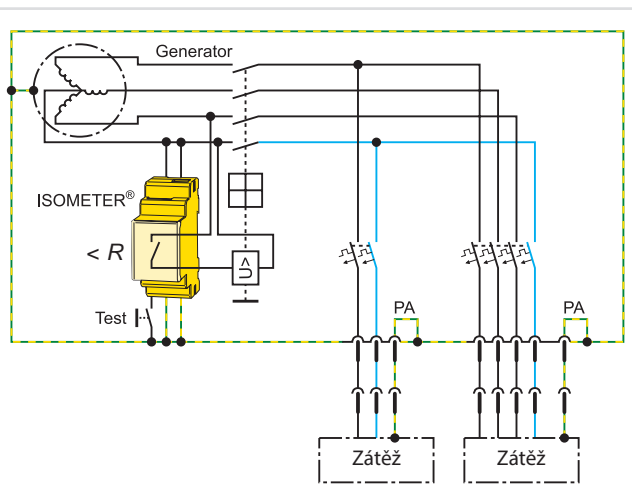 Generator
ISOMETER®
< R
U>
Test
PA
PA
Zátěž
Zátěž